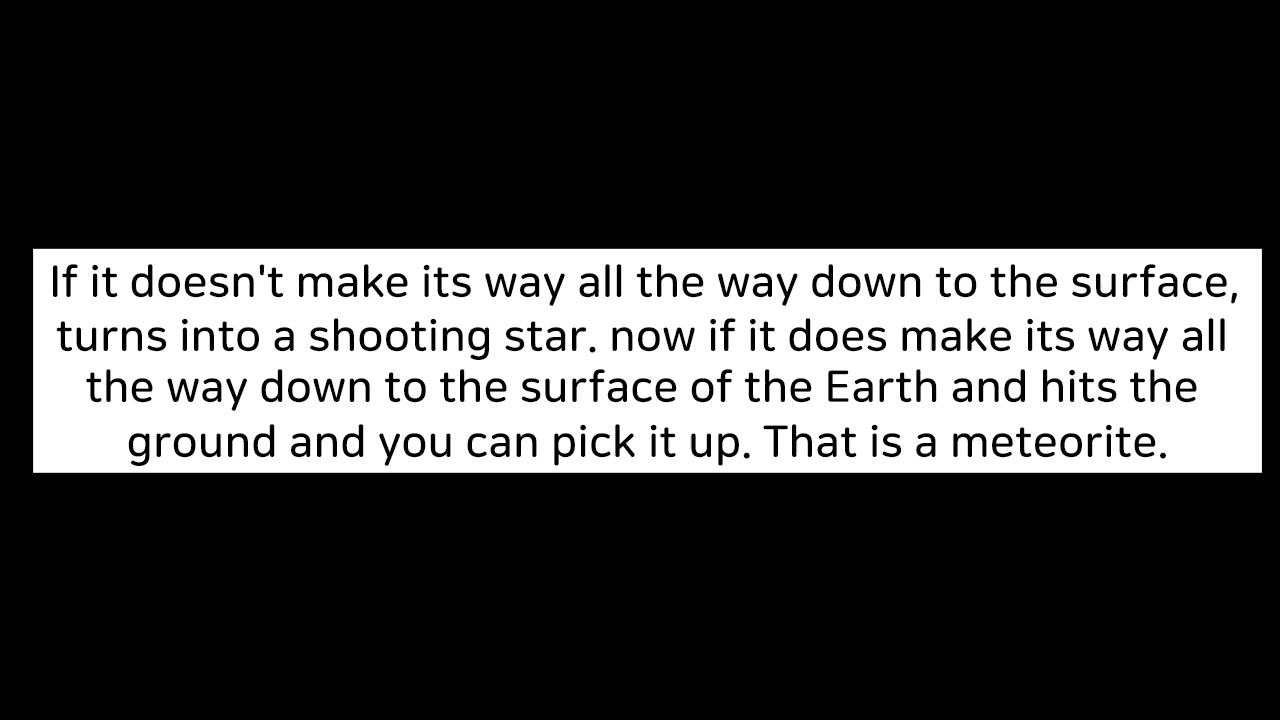 If it doesn't make its way all the way down to the surface,
turns into a shooting star. now if it does make its way all
the way down to the surface of the Earth and hits the
ground and you can pick it up. That is a meteorite.